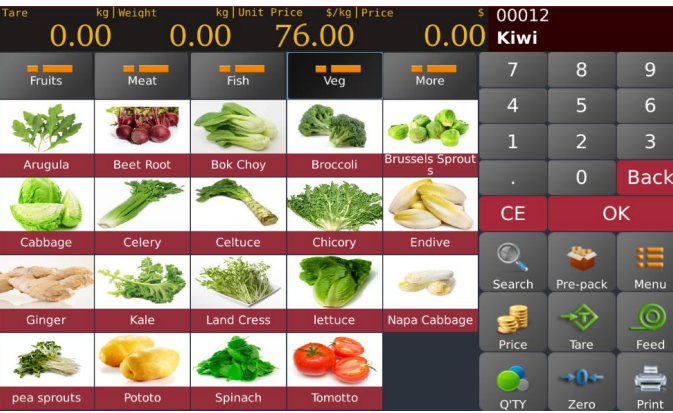 Tare kg Weight kg Unit Price $/kg Price $
0.00 0.00 76.00 0.00
00012
Kiwi
Fruits Meat Fish Veg More
Arugula Beet Root Bok Choy Broccoli Brussels Sprout
s
Cabbage Celery Celtuce Chicory Endive
Ginger Kale Land Cress lettuce Napa Cabbage
pea sprouts Pototo Spinach Tomotto
7 8 9
4 5 6
1 2 3
. 0 Back
CE OK
Search Pre-pack Menu
T
Price Tare Feed
0
Q'TY Zero Print